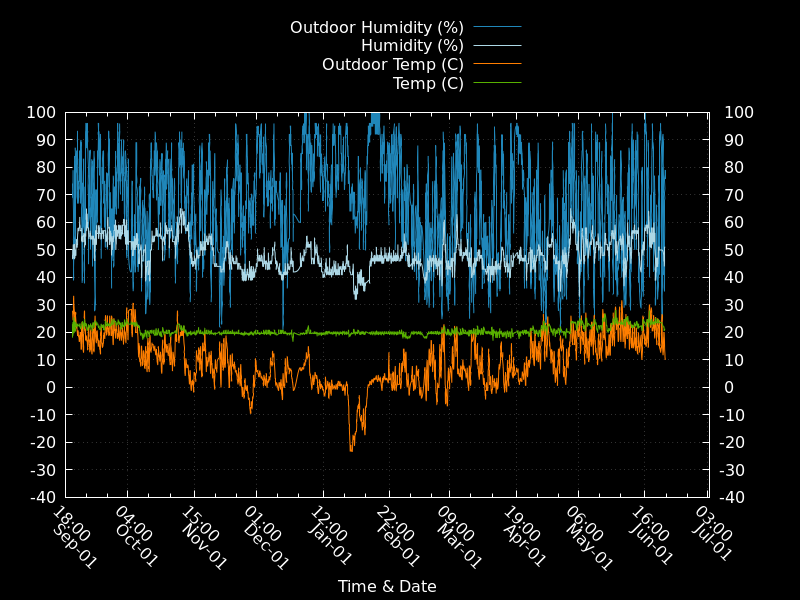 Outdoor Humidity (%)
Humidity (%)
Outdoor Temp (C)
Temp (C)
100 100
90 90
80 80
70 70
60 60
50 50
40 40
30 30
20 20
10 10
0 0
-10 -10
-20 -20
-30 -30
-40 -40
18:00 04:00 15:00 01:00 12:00 22:00 09:00 19:00 06:00 16:00 03:00
Sep-01 Oct-01 Nov-01 Dec-01 Jan-01 Feb-01 Mar-01 Apr-01 May-01 Jun-01 Jul-01
Time & Date